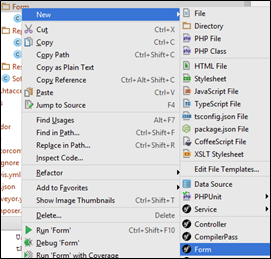 Form
New
Cut Ctrl+X
Copy Ctrl+C
Copy Path Ctrl+Shift+C
Copy as Plain Text
Copy Reference Ctrl+Alt+Shift+C
Paste Ctrl+V
Jump to Source F4
Find Usages Alt+F7
Find in Path... Ctrl+Shift+F
Replace in Path... Ctrl+Shift+R
Inspect Code...
Refactor
Add to Favorites
Show Image Thumbnails Ctrl+Shift+T
Delete... Delete
Run 'Form' Ctrl+Shift+F10
Debug 'Form'
Run 'Form' with Coverage
File
Directory
PHP File
PHP Class
HTML File
Stylesheet
JavaScript File
TypeScript File
tsconfig.json File
package.json File
CoffeeScript File
XSLT Stylesheet
Edit File Templates...
Data Source
PHPUnit
Service
Controller
CompilerPass
Form